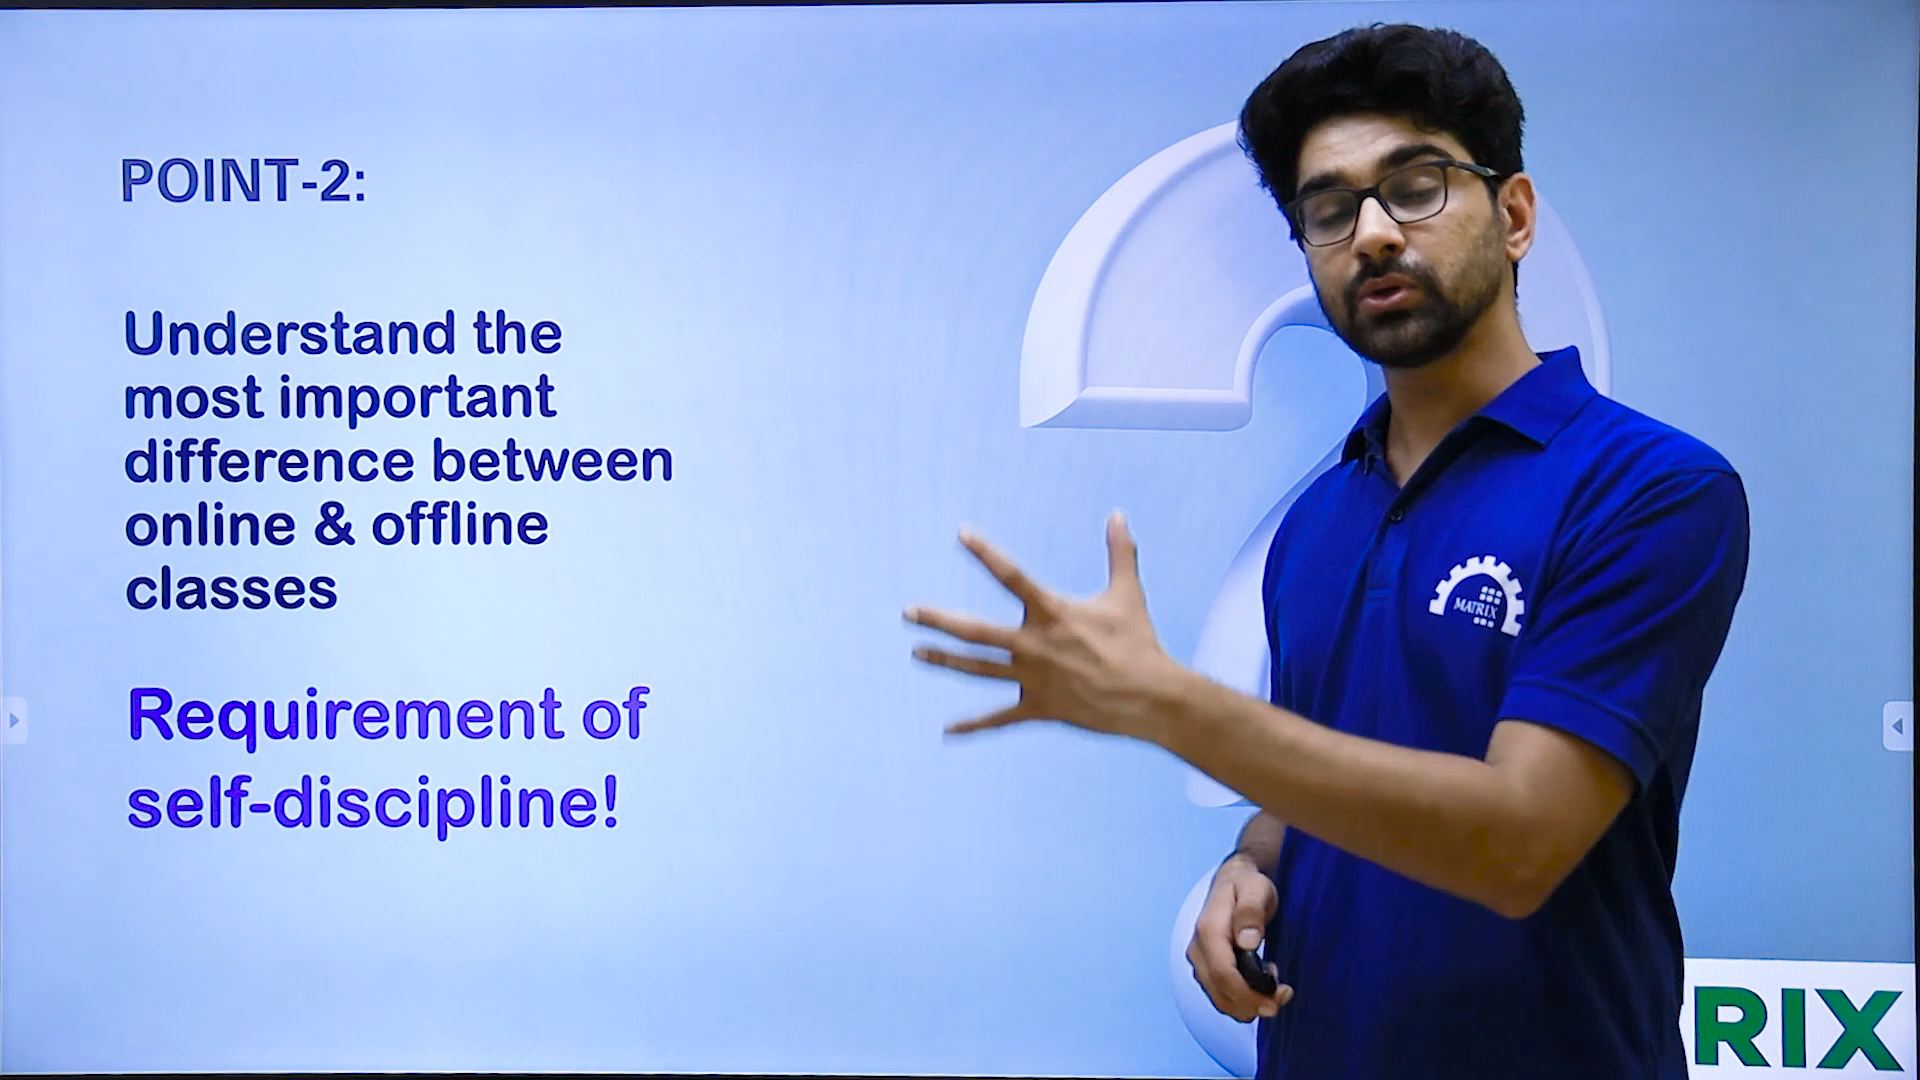 POINT-2:
Understand the
most important
difference between
online & offline
classes
Requirement of
self-discipline!
MATRIX
RIX